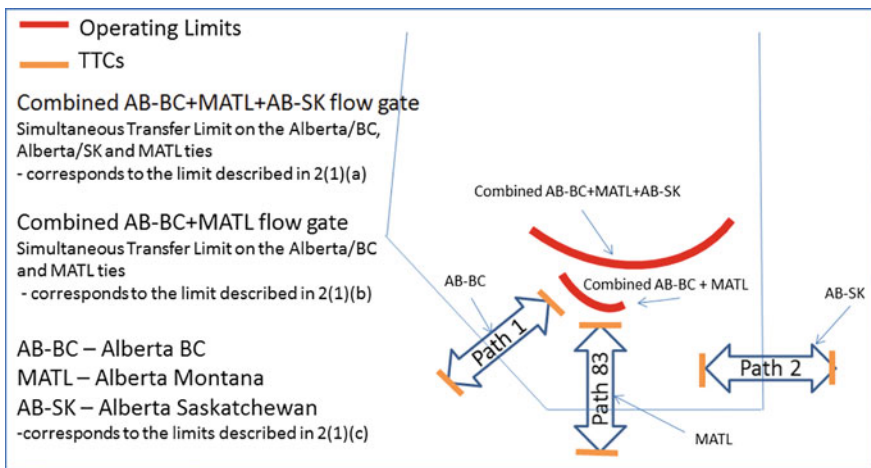 Operating Limits
TTCs
Combined AB-BC+MATL+AB-SK flow gate
Simultaneous Transfer Limit on the Alberta/BC,
Alberta/SK and MATL ties
- corresponds to the limit described in 2(1)(a)
Combined AB-BC+MATL flow gate
Simultaneous Transfer Limit on the Alberta/BC
and MATL ties
- corresponds to the limit described in 2(1)(b)
AB-BC – Alberta BC
MATL – Alberta Montana
AB-SK – Alberta Saskatchewan
-corresponds to the limits described in 2(1)(c)
Combined AB-BC+MATL+AB-SK
Combined AB-BC + MATL
AB-BC
AB-SK
Path 1
Path 83
Path 2
MATL